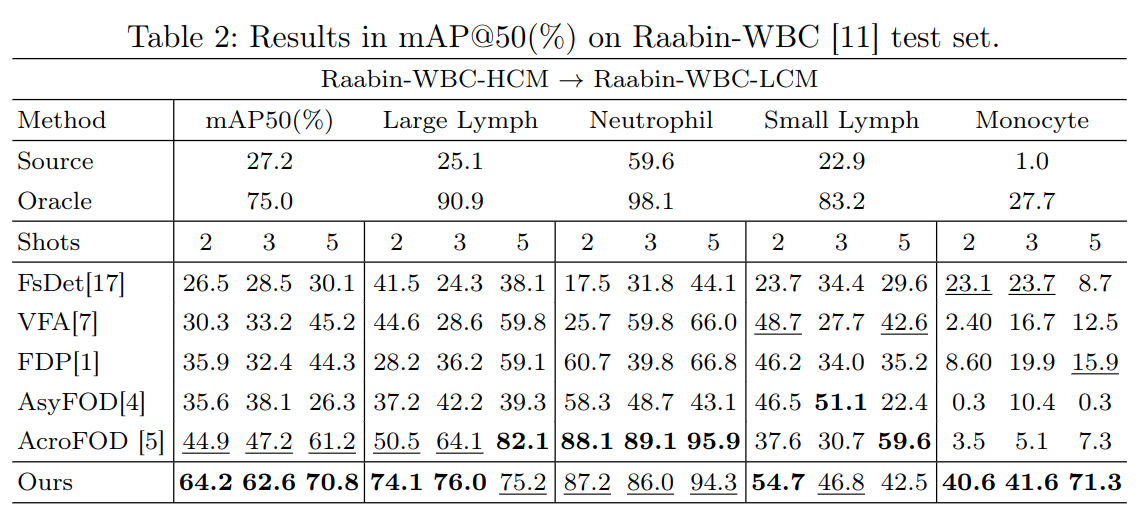 Table 2: Results in mAP@50(%) on Raabin-WBC [11] test set.
Raabin-WBC-HCM → Raabin-WBC-LCM
Method mAP50(%) Large Lymph Neutrophil Small Lymph Monocyte
Source 27.2 25.1 59.6 22.9 1.0
Oracle 75.0 90.9 98.1 83.2 27.7
Shots 2 3 5 2 3 5 2 3 5 2 3 5 2 3 5
FsDet[17] 26.5 28.5 30.1 41.5 24.3 38.1 17.5 31.8 44.1 23.7 34.4 29.6 23.1 23.7 8.7
VFA[7] 30.3 33.2 45.2 44.6 28.6 59.8 25.7 59.8 66.0 48.7 27.7 42.6 2.40 16.7 12.5
FDP[1] 35.9 32.4 44.3 28.2 36.2 59.1 60.7 39.8 66.8 46.2 34.0 35.2 8.60 19.9 15.9
AsyFOD[4] 35.6 38.1 26.3 37.2 42.2 39.3 58.3 48.7 43.1 46.5 51.1 22.4 0.3 10.4 0.3
AcroFOD [5] 44.9 47.2 61.2 50.5 64.1 82.1 88.1 89.1 95.9 37.6 30.7 59.6 3.5 5.1 7.3
Ours 64.2 62.6 70.8 74.1 76.0 75.2 87.2 86.0 94.3 54.7 46.8 42.5 40.6 41.6 71.3